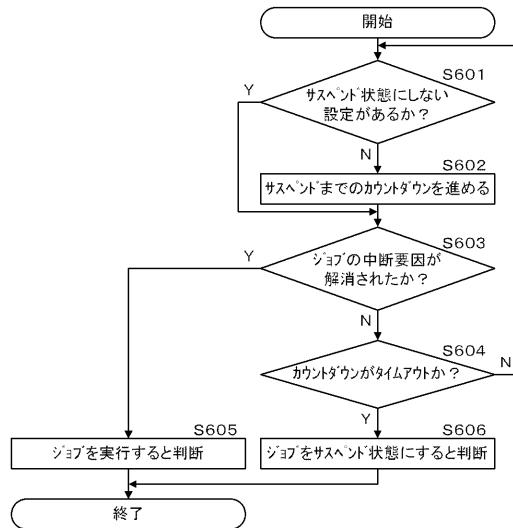 開始
S601
Y
サスペンド状態にしない
設定があるか？
N
S602
サスペンドまでのカウントダウンを進める
S603
Y
ジョブの中断要因が
解消されたか？
N
S604
カウントダウンがタイムアウトか？
N
Y
S605
S606
ジョブを実行すると判断
ジョブをサスペンド状態にすると判断
終了